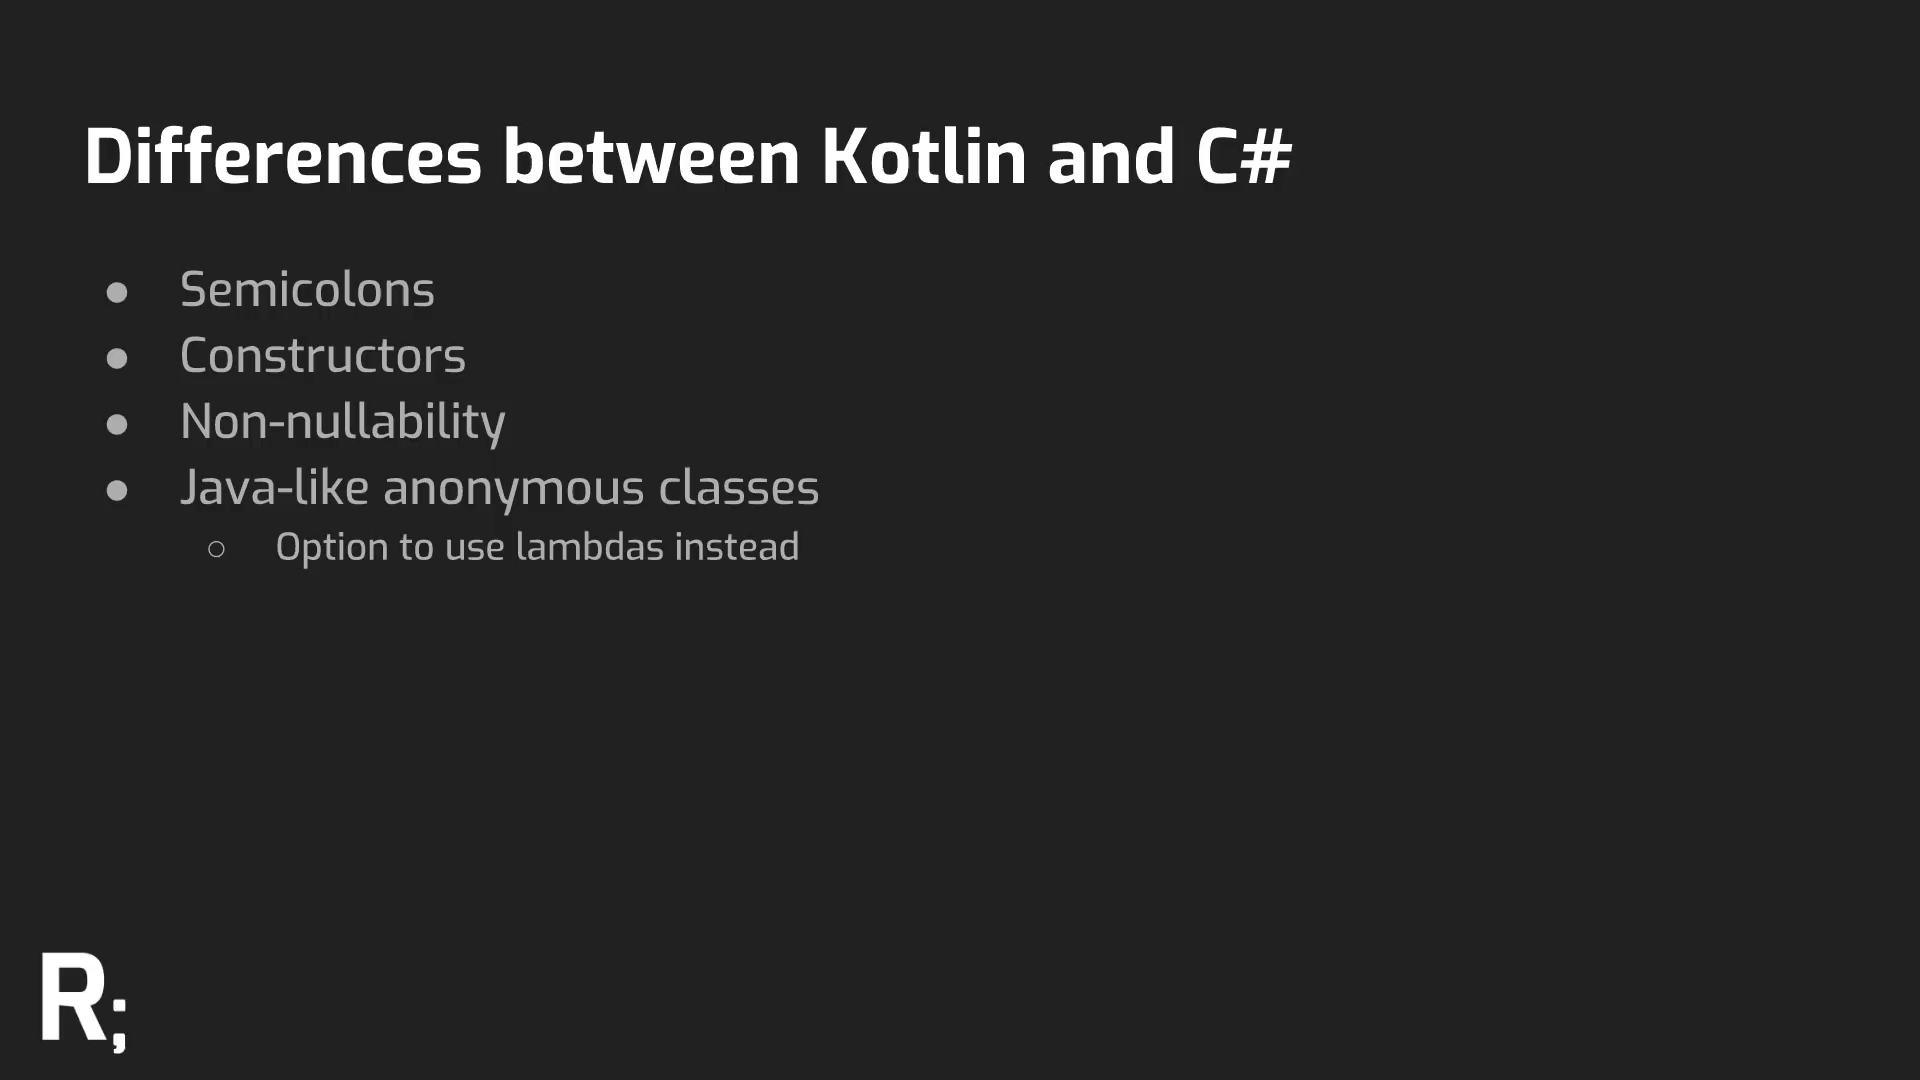 Differences between Kotlin and C#
● Semicolons
● Constructors
● Non-nullability
● Java-like anonymous classes
○ Option to use lambdas instead
R;